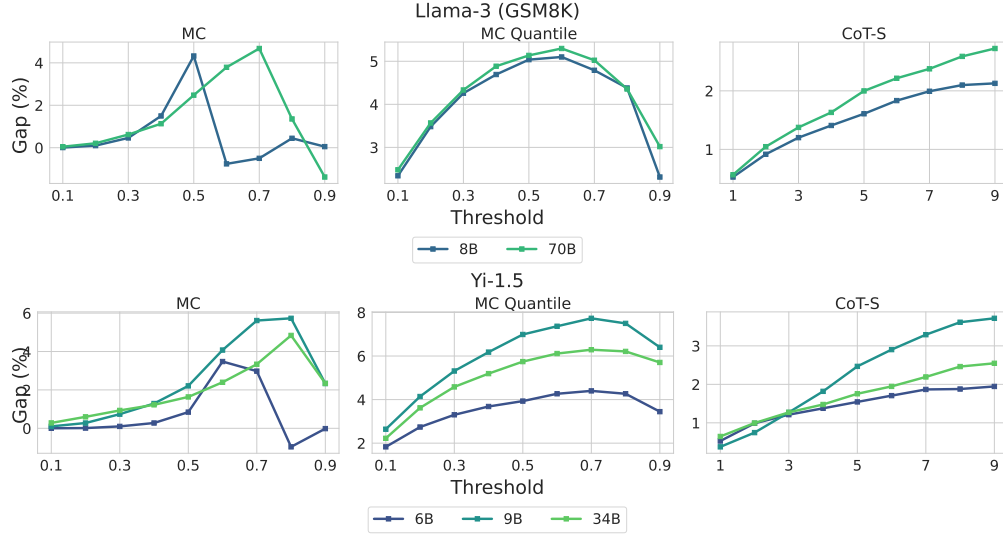 Llama-3 (GSM8K)
MC
MC Quantile
CoT-S
Gap (%)
4
2
0
5
4
3
2
1
0.1 0.3 0.5 0.7 0.9
0.1 0.3 0.5 0.7 0.9
1 3 5 7 9
Threshold
8B 70B
Yi-1.5
MC
MC Quantile
CoT-S
Gap (%)
6
4
2
0
8
6
4
2
3
2
1
0.1 0.3 0.5 0.7 0.9
0.1 0.3 0.5 0.7 0.9
1 3 5 7 9
Threshold
6B 9B 34B